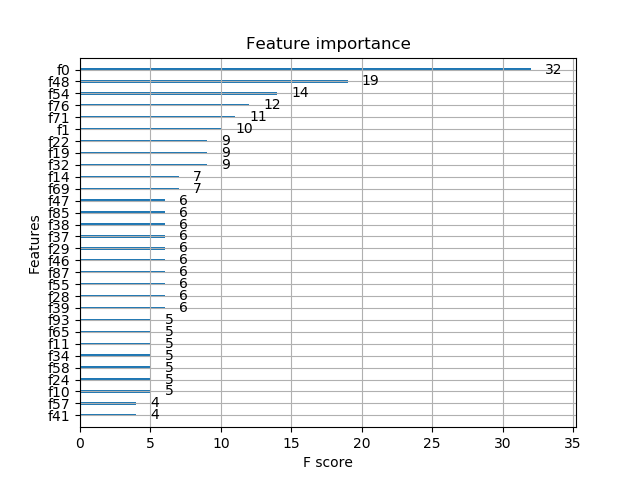 Feature importance
f0 32
f48 19
f54 14
f76 12
f71 11
f1 10
f22 9
f19 9
f32 9
f14 7
f69 7
f47 6
f85 6
f38 6
f37 6
f29 6
f46 6
f87 6
f55 6
f28 6
f39 6
f93 5
f65 5
f11 5
f34 5
f58 5
f24 5
f10 5
f57 4
f41 4
Features
0 5 10 15 20 25 30 35
F score